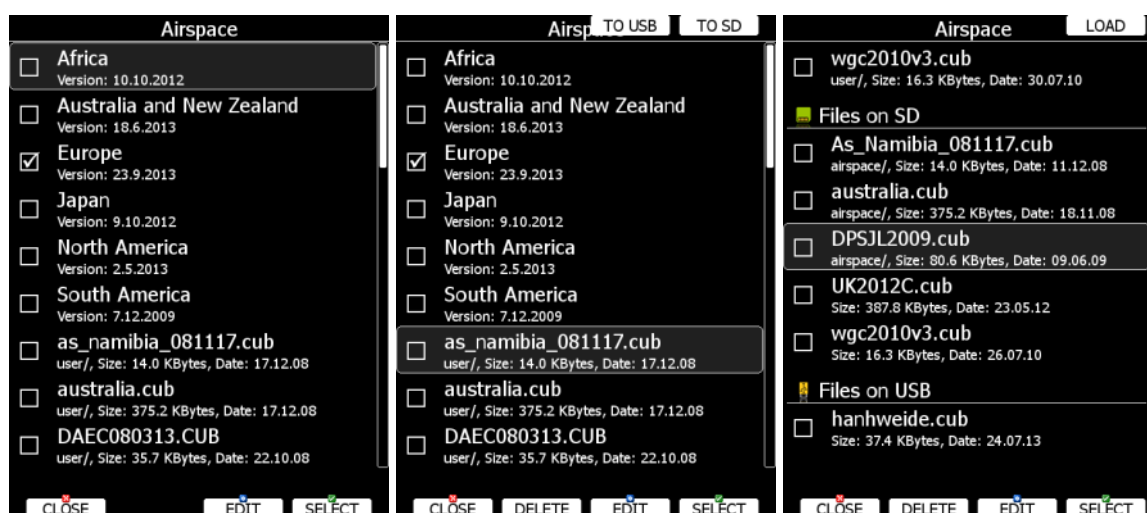 Airspace
Africa
Version: 10.10.2012
Australia and New Zealand
Version: 18.6.2013
Europe
Version: 23.9.2013
Japan
Version: 9.10.2012
North America
Version: 2.5.2013
South America
Version: 7.12.2009
as_namibia_081117.cub
user/, Size: 14.0 KBytes, Date: 17.12.08
australia.cub
user/, Size: 375.2 KBytes, Date: 17.12.08
DAEC080313.CUB
user/, Size: 35.7 KBytes, Date: 22.10.08
CLOSE EDIT SELECT
Airsp TO USB TO SD
Africa
Version: 10.10.2012
Australia and New Zealand
Version: 18.6.2013
Europe
Version: 23.9.2013
Japan
Version: 9.10.2012
North America
Version: 2.5.2013
South America
Version: 7.12.2009
as_namibia_081117.cub
user/, Size: 14.0 KBytes, Date: 17.12.08
australia.cub
user/, Size: 375.2 KBytes, Date: 17.12.08
DAEC080313.CUB
user/, Size: 35.7 KBytes, Date: 22.10.08
CLOSE DELETE EDIT SELECT
Airspace LOAD
wgc2010v3.cub
user/, Size: 16.3 KBytes, Date: 30.07.10
Files on SD
As_Namibia_081117.cub
airspace/, Size: 14.0 KBytes, Date: 11.12.08
australia.cub
airspace/, Size: 375.2 KBytes, Date: 18.11.08
DPSJL2009.cub
airspace/, Size: 80.6 KBytes, Date: 09.06.09
UK2012C.cub
Size: 387.8 KBytes, Date: 23.05.12
wgc2010v3.cub
Size: 16.3 KBytes, Date: 26.07.10
Files on USB
hanhweide.cub
Size: 37.4 KBytes, Date: 24.07.13
CLOSE DELETE EDIT SELECT